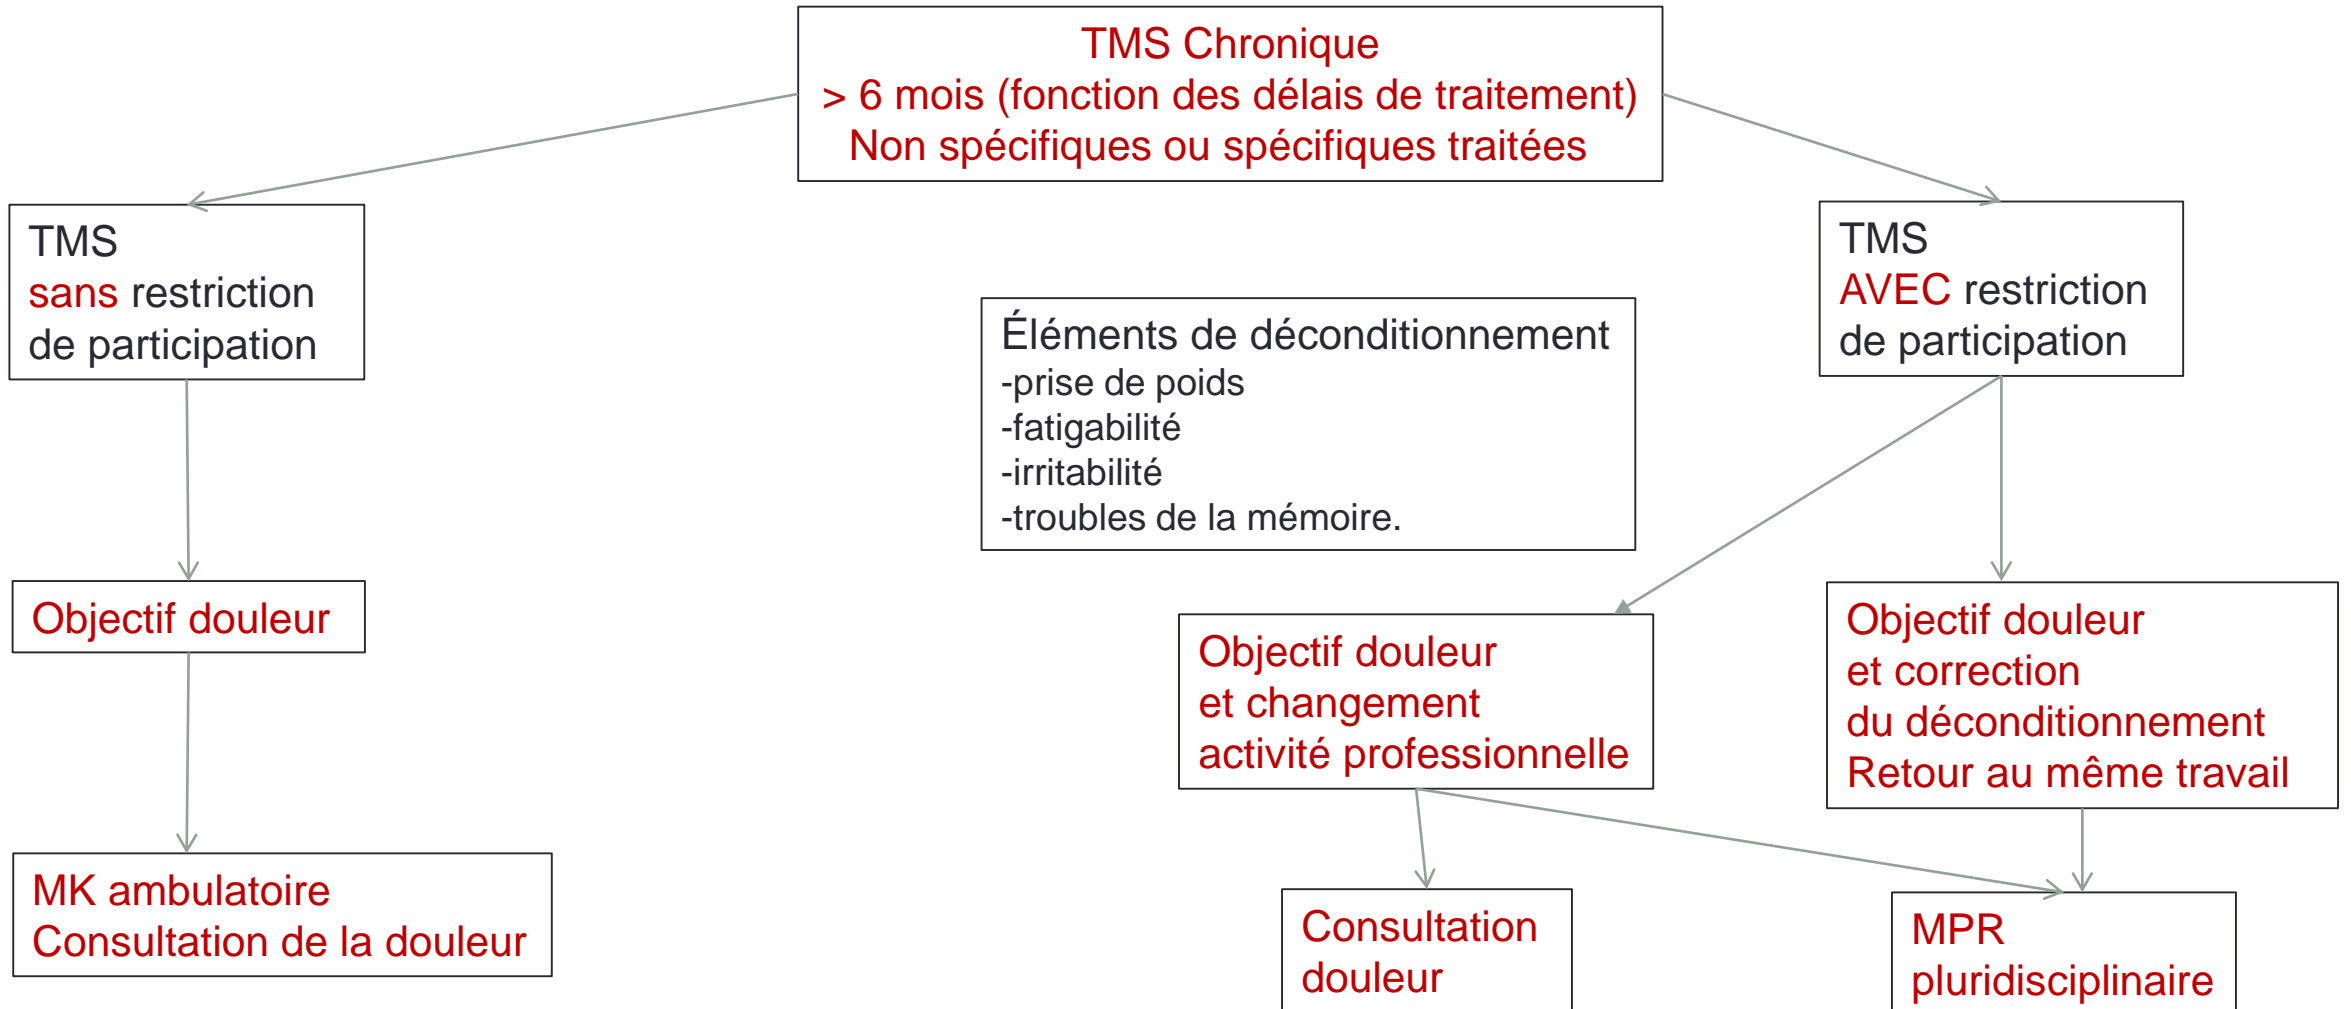 TMS Chronique
> 6 mois (fonction des délais de traitement)
Non spécifiques ou spécifiques traitées
TMS
sans restriction
de participation
TMS
AVEC restriction
de participation
Éléments de déconditionnement
-prise de poids
-fatigabilité
-irritabilité
-troubles de la mémoire.
Objectif douleur
Objectif douleur
et changement
activité professionnelle
Objectif douleur
et correction
du déconditionnement
Retour au même travail
MK ambulatoire
Consultation de la douleur
Consultation
douleur
MPR
pluridisciplinaire